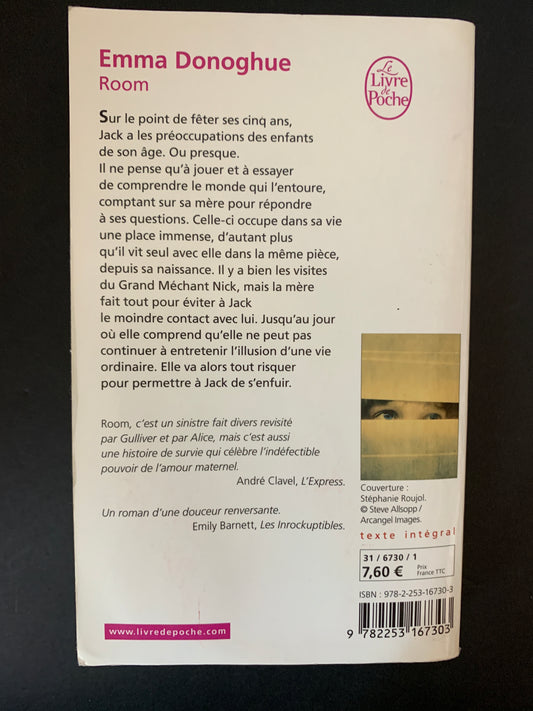 Emma Donoghue
Room
Le
Livre
de
Poche
Sur le point de fêter ses cinq ans,
Jack a les préoccupations des enfants
de son âge. Ou presque.
Il ne pense qu’à jouer et à essayer
de comprendre le monde qui l’entoure,
comptant sur sa mère pour répondre
à ses questions. Celle-ci occupe dans sa vie
une place immense, d’autant plus
qu’il vit seul avec elle dans la même pièce,
depuis sa naissance. Il y a bien les visites
du Grand Méchant Nick, mais la mère
fait tout pour éviter à Jack
le moindre contact avec lui. Jusqu’au jour
où elle comprend qu’elle ne peut pas
continuer à entretenir l’illusion d’une vie
ordinaire. Elle va alors tout risquer
pour permettre à Jack de s’enfuir.
Room, c’est un sinistre fait divers revisité
par Gulliver et par Alice, mais c’est aussi
une histoire de survie qui célèbre l’indéfectible
pouvoir de l’amour maternel.
André Clavel, L’Express.
Un roman d’une douceur renversante.
Emily Barnett, Les Inrockuptibles.
www.livredepoche.com
Couverture :
Stéphanie Roujol.
© Steve Allsopp /
Arcangel Images.
texte intégral
31 / 6730 / 1
7,60 €
Prix
France TTC
ISBN : 978-2-253-16730-3
9 782253 167303